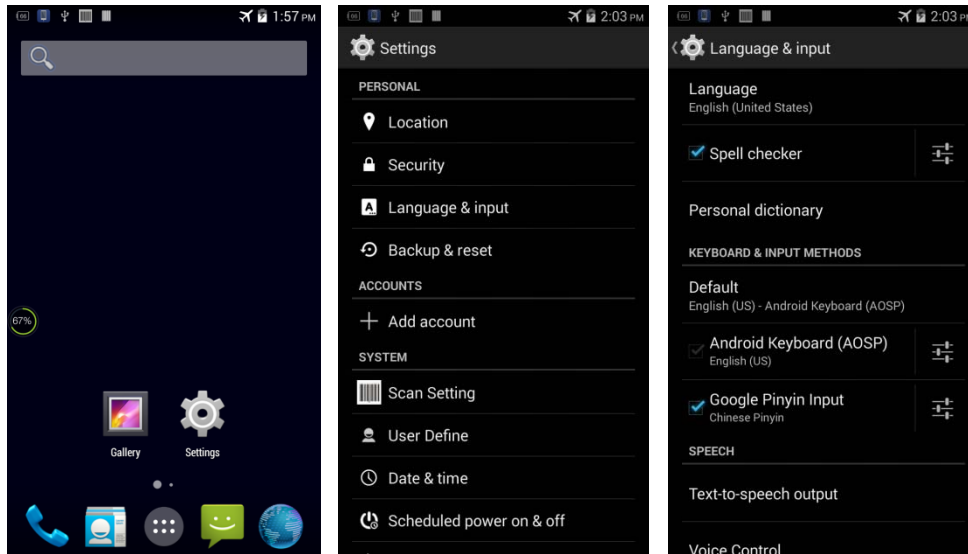 1:57 PM
67%
Gallery
Settings
2:03 PM
Settings
PERSONAL
Location
Security
Language & input
Backup & reset
ACCOUNTS
Add account
SYSTEM
Scan Setting
User Define
Date & time
Scheduled power on & off
2:03 PM
Language & input
Language
English (United States)
Spell checker
Personal dictionary
KEYBOARD & INPUT METHODS
Default
English (US) - Android Keyboard (AOSP)
Android Keyboard (AOSP)
English (US)
Google Pinyin Input
Chinese Pinyin
SPEECH
Text-to-speech output
Voice Control